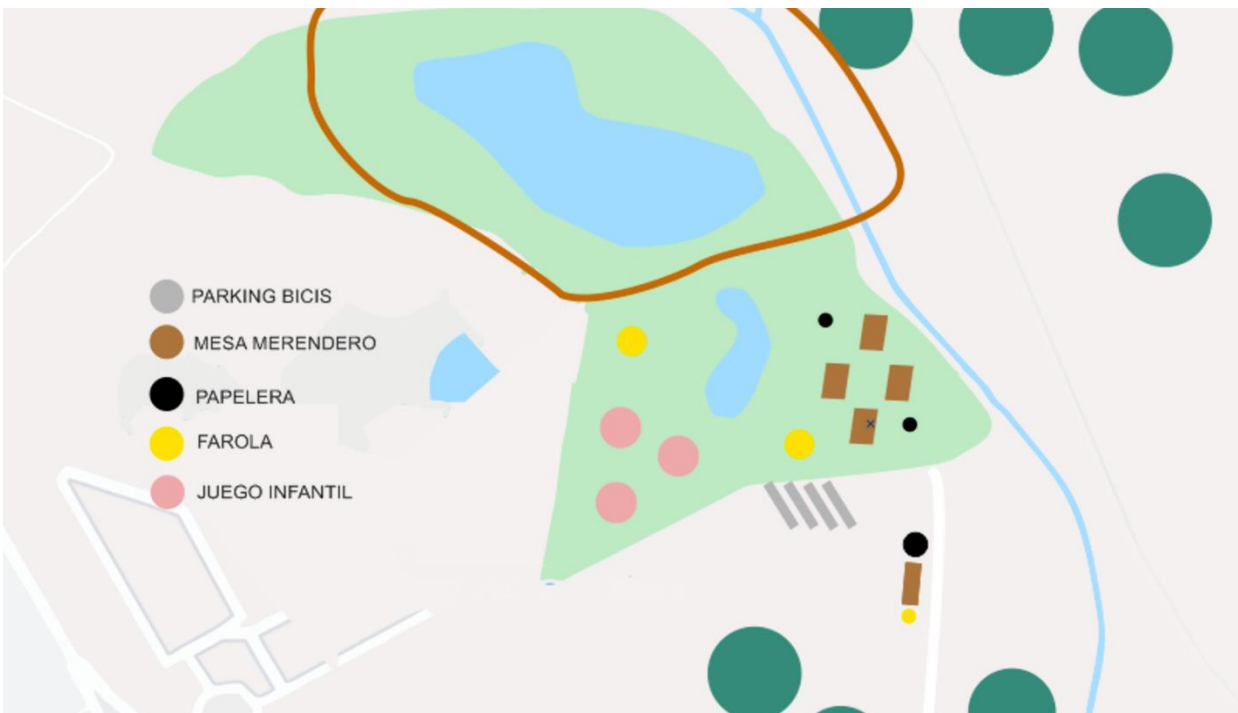 PARKING BICIS
MESA MERENDERO
PAPELERA
FAROLA
JUEGO INFANTIL